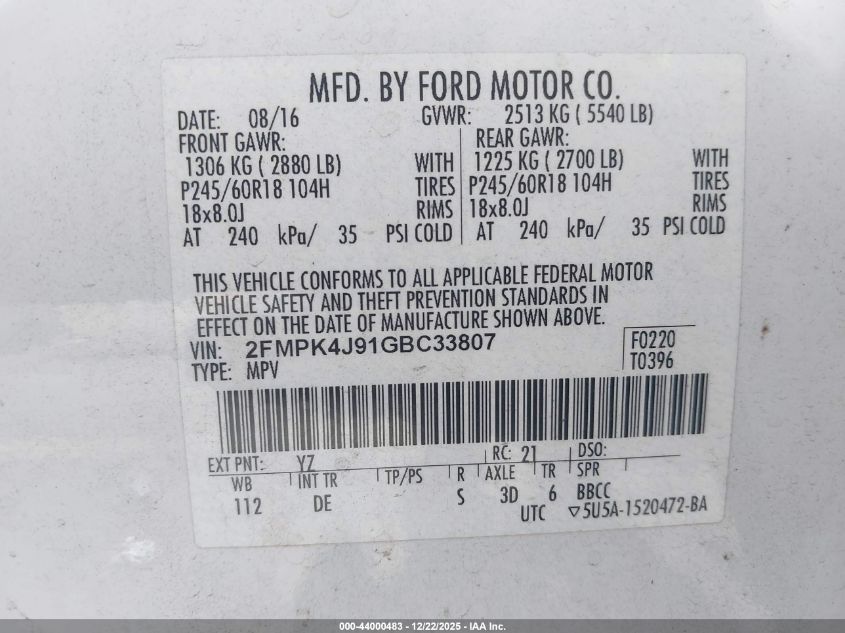 MFD. BY FORD MOTOR CO.
DATE: 08/16 GVWR: 2513 KG ( 5540 LB)
FRONT GAWR: REAR GAWR:
1306 KG ( 2880 LB) WITH 1225 KG ( 2700 LB) WITH
P245/60R18 104H TIRES P245/60R18 104H TIRES
18x8.0J RIMS 18x8.0J RIMS
AT 240 kPa/ 35 PSI COLD AT 240 kPa/ 35 PSI COLD
THIS VEHICLE CONFORMS TO ALL APPLICABLE FEDERAL MOTOR
VEHICLE SAFETY AND THEFT PREVENTION STANDARDS IN
EFFECT ON THE DATE OF MANUFACTURE SHOWN ABOVE.
VIN: 2FMPK4J91GBC33807 F0220
TYPE: MPV T0396
EXT PNT: YZ RC: 21 DSO:
WB INT TR TP/PS R AXLE TR SPR
112 DE S 3D 6 BBCC
UTC ▽5U5A-1520472-BA
000-44000483 - 12/22/2025 - IAA Inc.